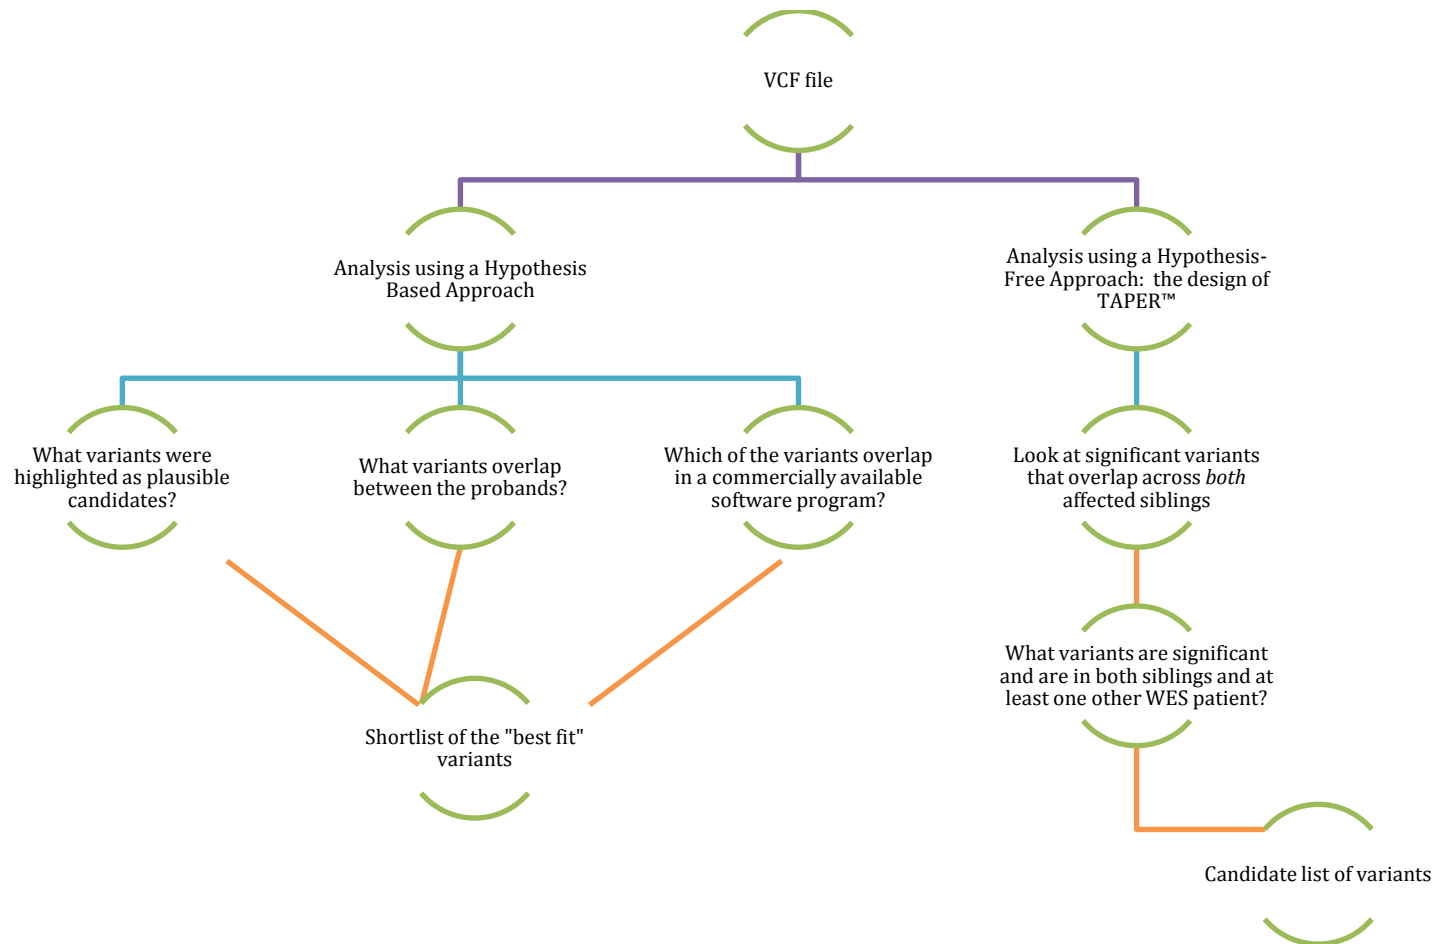 VCF file
Analysis using a Hypothesis
Based Approach
Analysis using a Hypothesis-
Free Approach:  the design of
TAPER™
What variants were
highlighted as plausible
candidates?
What variants overlap
between the probands?
Which of the variants overlap
in a commercially available
software program?
Look at significant variants
that overlap across both
affected siblings
What variants are significant
and are in both siblings and at
least one other WES patient?
Shortlist of the "best fit"
variants
Candidate list of variants